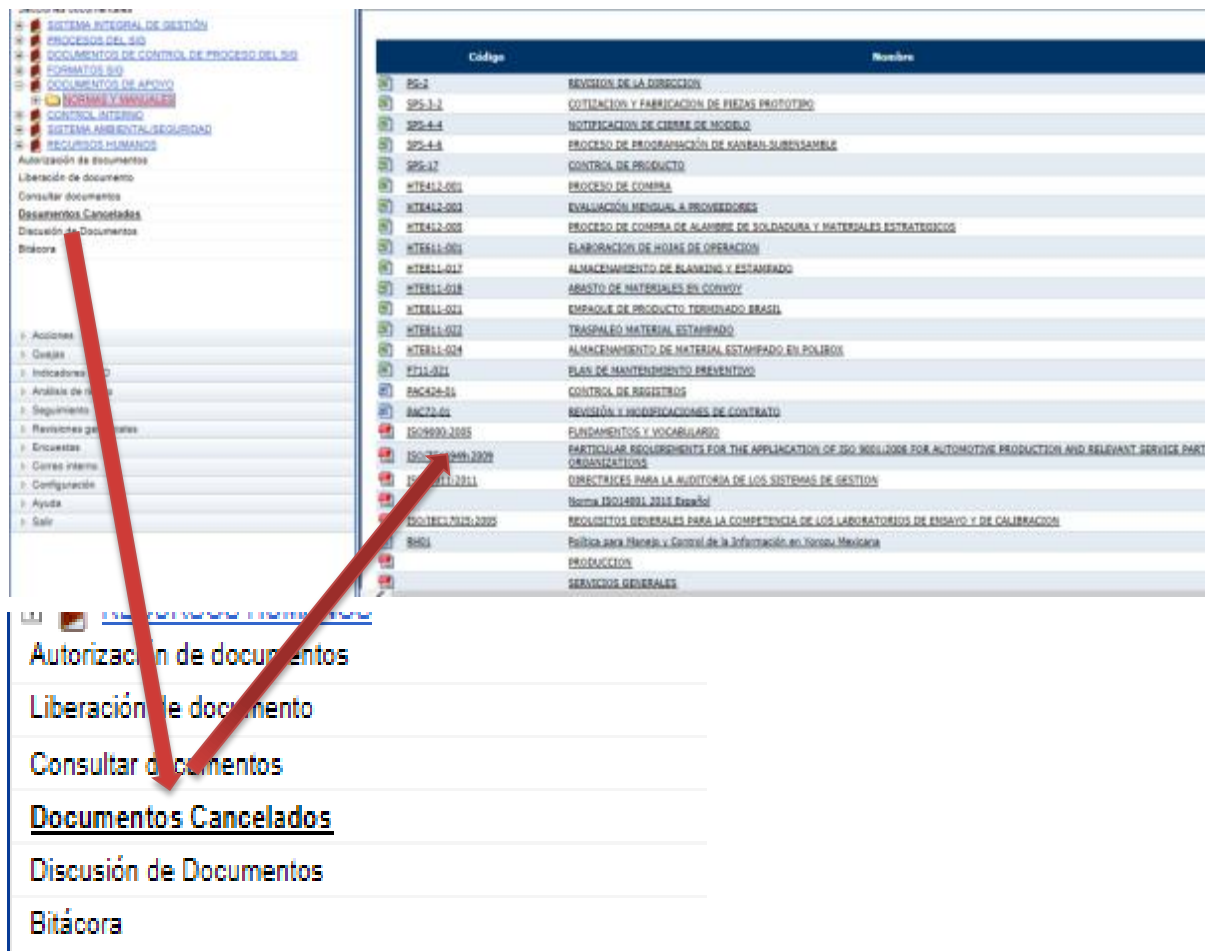 SISTEMA INTEGRAL DE GESTIÓN
PROCESOS DEL SIG
DOCUMENTOS DE CONTROL DE PROCESO DEL SIG
FORMATOS SIG
DOCUMENTOS DE APOYO
NORMAS Y MANUALES
CONTROL INTERNO
SISTEMA AMBIENTAL/SEGURIDAD
RECURSOS HUMANOS
Autorización de documentos
Liberación de documento
Consultar documentos
Documentos Cancelados
Discusión de Documentos
Bitácora
Acciones
Quejas
Indicadores
Análisis de
Seguimiento
Revisiones
Encuestas
Correo interno
Configuración
Ayuda
Salir
Código Nombre
PG-2 REVISION DE LA DIRECCION
SPS-3-2 COTIZACION Y FABRICACION DE PIEZAS PROTOTIPO
SPS-4-4 NOTIFICACION DE CIERRE DE MODELO
SPS-4-6 PROCESO DE PROGRAMACIÓN DE KANBAN-SUBENSAMBLE
SPS-17 CONTROL DE PRODUCTO
HTE412-001 PROCESO DE COMPRA
HTE412-003 EVALUACIÓN MENSUAL A PROVEEDORES
HTE412-005 PROCESO DE COMPRA DE ALAMBRE DE SOLDADURA Y MATERIALES ESTRATEGICOS
HTE611-001 ELABORACION DE HOJAS DE OPERACION
HTE811-017 ALMACENAMIENTO DE BLANKING Y ESTAMPADO
HTE811-018 ABASTO DE MATERIALES EN CONVOY
HTE811-021 EMPAQUE DE PRODUCTO TERMINADO BRASIL
HTE811-022 TRASPALEO MATERIAL ESTAMPADO
HTE811-024 ALMACENAMIENTO DE MATERIAL ESTAMPADO EN POLIBOX
F711-021 PLAN DE MANTENIMIENTO PREVENTIVO
PAC424-01 CONTROL DE REGISTROS
PAC72-01 REVISIÓN Y MODIFICACIONES DE CONTRATO
ISO9000:2005 FUNDAMENTOS Y VOCABULARIO
PARTICULAR REQUIREMENTS FOR THE APPLIACATION OF ISO 9001:2008 FOR AUTOMOTIVE PRODUCTION AND RELEVANT SERVICE PART
ORGANIZATIONS
DIRECTRICES PARA LA AUDITORÍA DE LOS SISTEMAS DE GESTION
Norma ISO14001 2015 Español
ISO/IEC17025:2005 REQUISITOS GENERALES PARA LA COMPETENCIA DE LOS LABORATORIOS DE ENSAYO Y DE CALIBRACION
RH01 Política para Manejo y Control de la Información en Yorozu Mexicana
PRODUCCION
SERVICIOS GENERALES
Autorización de documentos
Liberación de documento
Consultar documentos
Documentos Cancelados
Discusión de Documentos
Bitácora